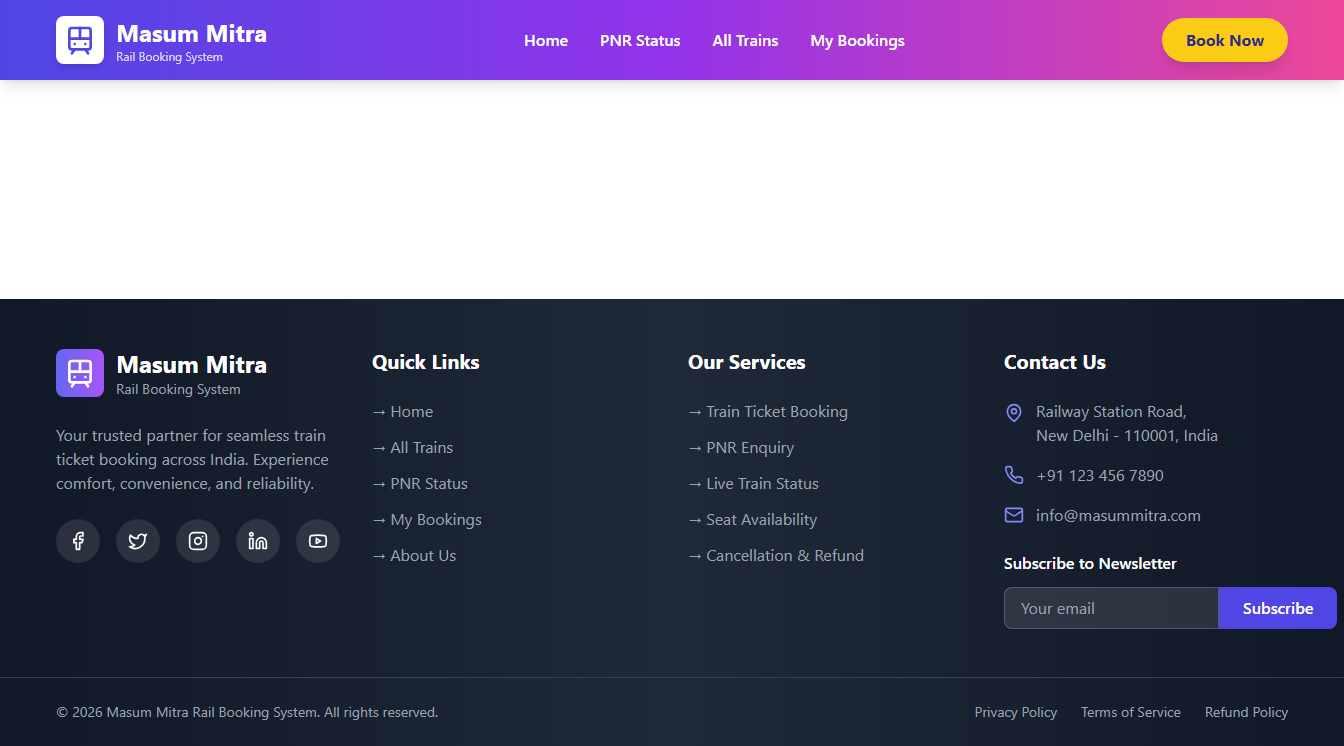 Masum Mitra
Rail Booking System
Home
PNR Status
All Trains
My Bookings
Book Now
Masum Mitra
Rail Booking System
Your trusted partner for seamless train
ticket booking across India. Experience
comfort, convenience, and reliability.
Quick Links
→ Home
→ All Trains
→ PNR Status
→ My Bookings
→ About Us
Our Services
→ Train Ticket Booking
→ PNR Enquiry
→ Live Train Status
→ Seat Availability
→ Cancellation & Refund
Contact Us
Railway Station Road,
New Delhi - 110001, India
+91 123 456 7890
info@masummitra.com
Subscribe to Newsletter
Your email
Subscribe
© 2026 Masum Mitra Rail Booking System. All rights reserved.
Privacy Policy
Terms of Service
Refund Policy